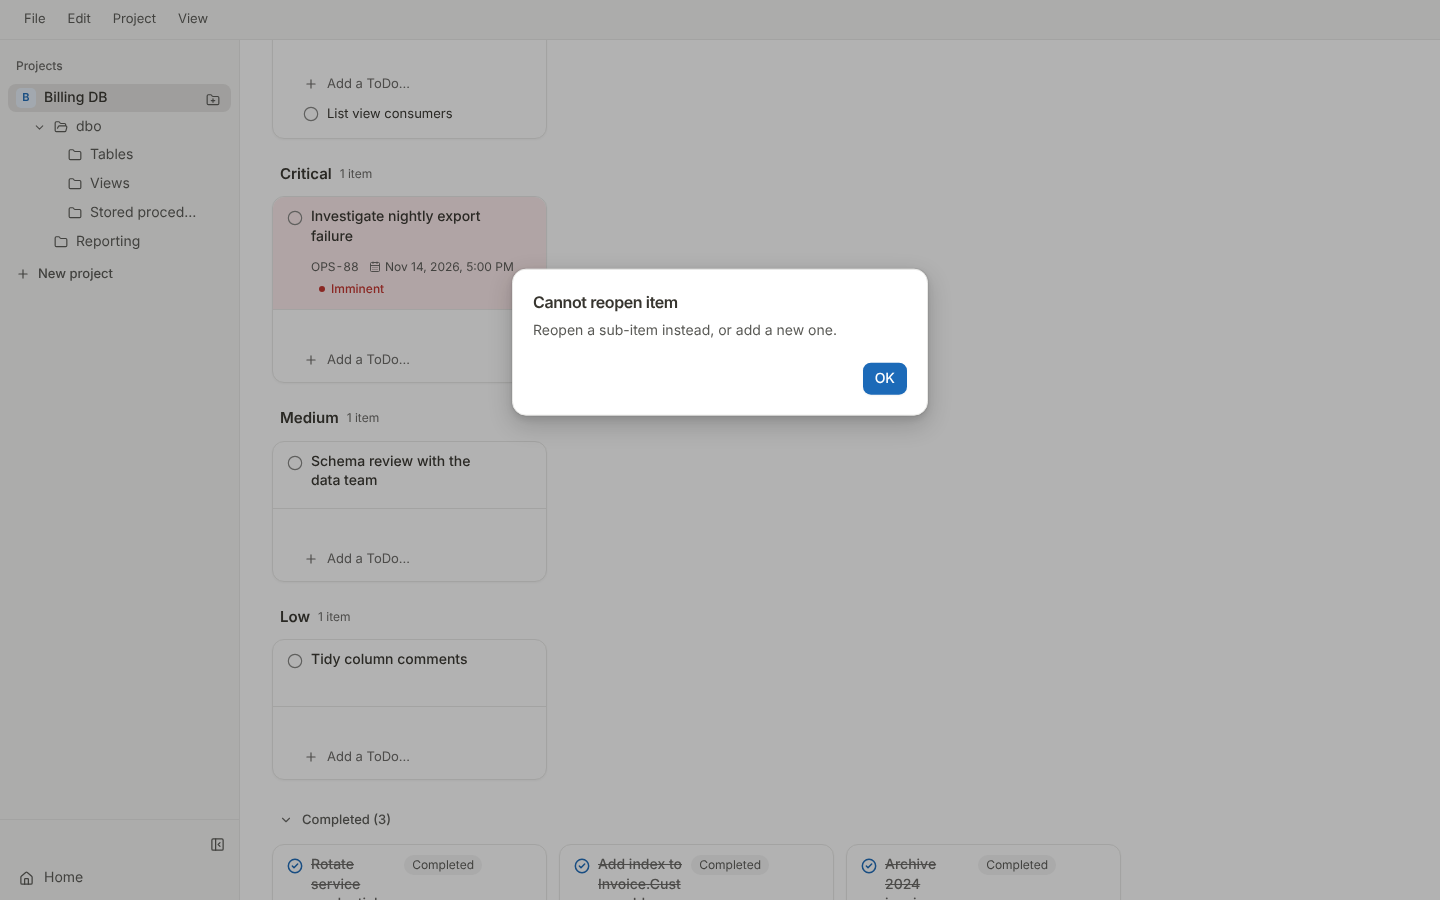 File Edit Project View
Projects
B Billing DB
dbo
Tables
Views
Stored proced...
Reporting
New project
Home
Add a ToDo...
List view consumers
Critical 1 item
Investigate nightly export
failure
OPS-88 Nov 14, 2026, 5:00 PM
Imminent
Add a ToDo...
Medium 1 item
Schema review with the
data team
Add a ToDo...
Low 1 item
Tidy column comments
Add a ToDo...
Completed (3)
Rotate Completed
service
Add index to Completed
Invoice.Cust
Archive Completed
2024
Cannot reopen item
Reopen a sub-item instead, or add a new one.
OK